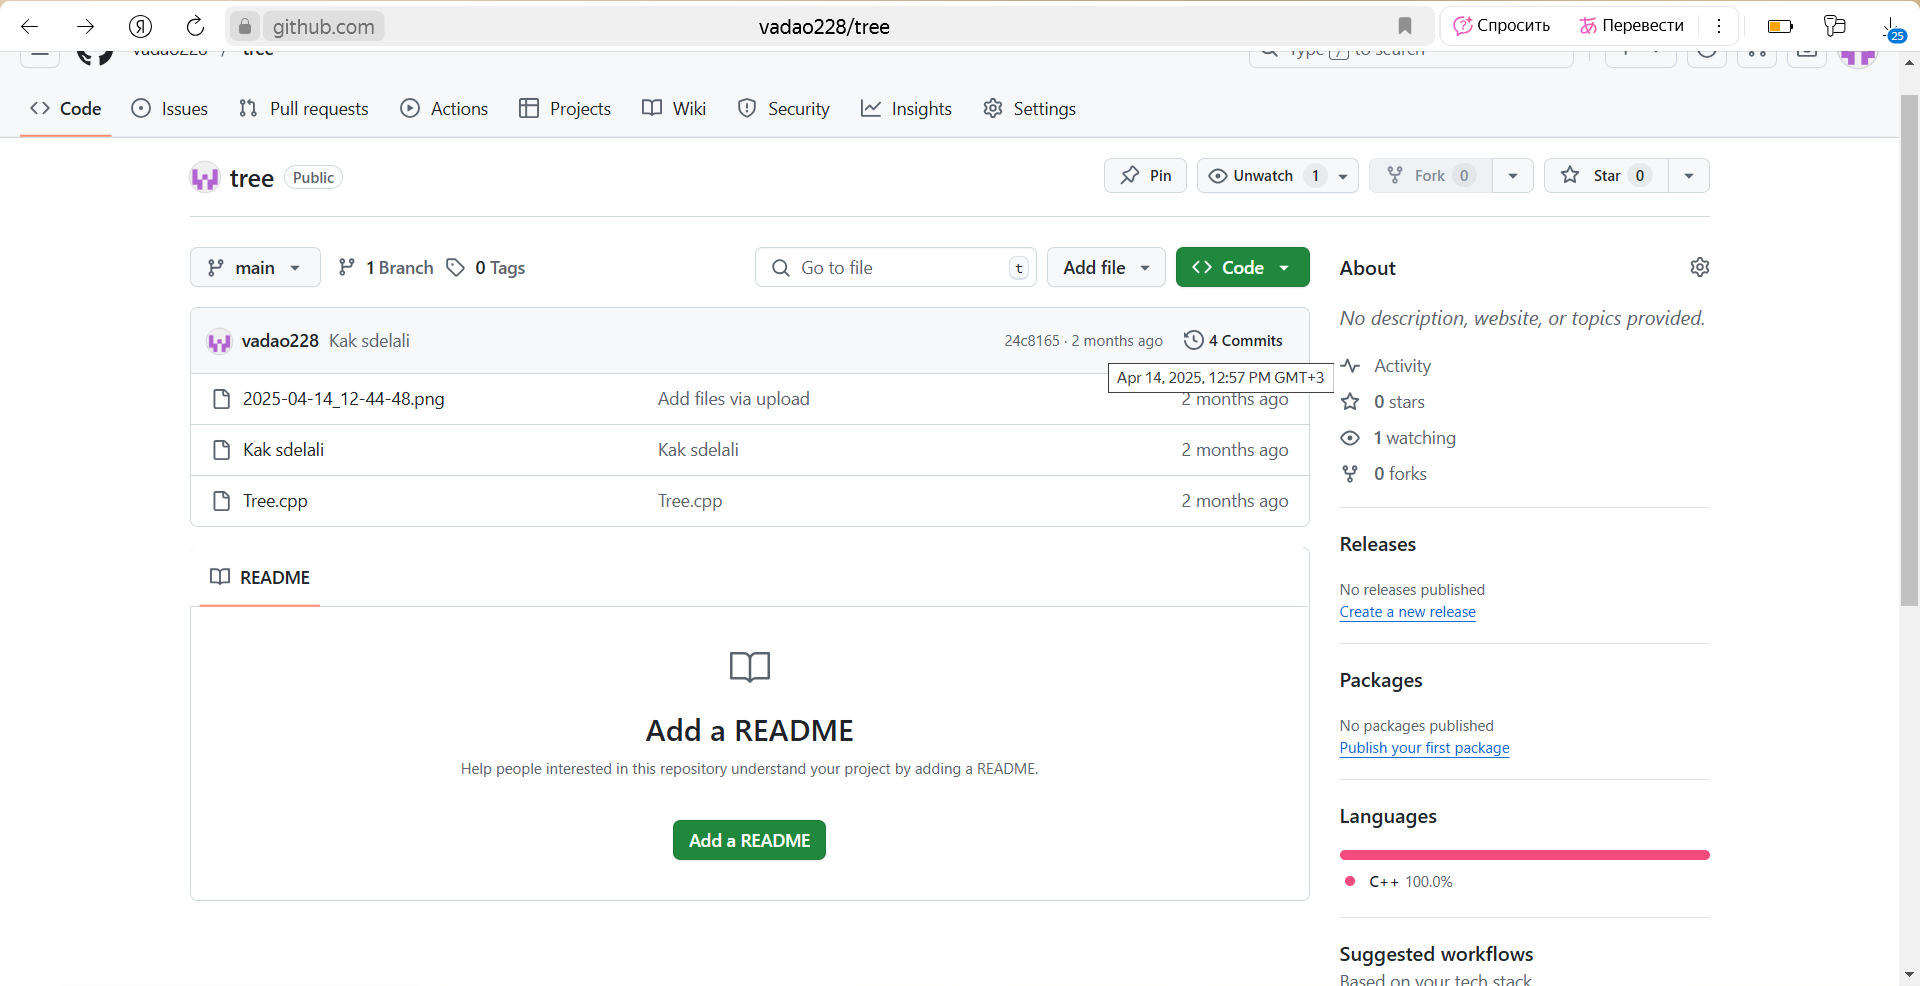 github.com
vadao228/tree
Спросить
Перевести
25
vadao228 / tree
Type / to search
Code
Issues
Pull requests
Actions
Projects
Wiki
Security
Insights
Settings
tree
Public
Pin
Unwatch 1
Fork 0
Star 0
main
1 Branch
0 Tags
Go to file
t
Add file
Code
vadao228 Kak sdelali
24c8165 · 2 months ago
4 Commits
Apr 14, 2025, 12:57 PM GMT+3
2025-04-14_12-44-48.png Add files via upload 2 months ago
Kak sdelali Kak sdelali 2 months ago
Tree.cpp Tree.cpp 2 months ago
README
Add a README
Help people interested in this repository understand your project by adding a README.
Add a README
About
No description, website, or topics provided.
Activity
0 stars
1 watching
0 forks
Releases
No releases published
Create a new release
Packages
No packages published
Publish your first package
Languages
C++ 100.0%
Suggested workflows
Based on your tech stack